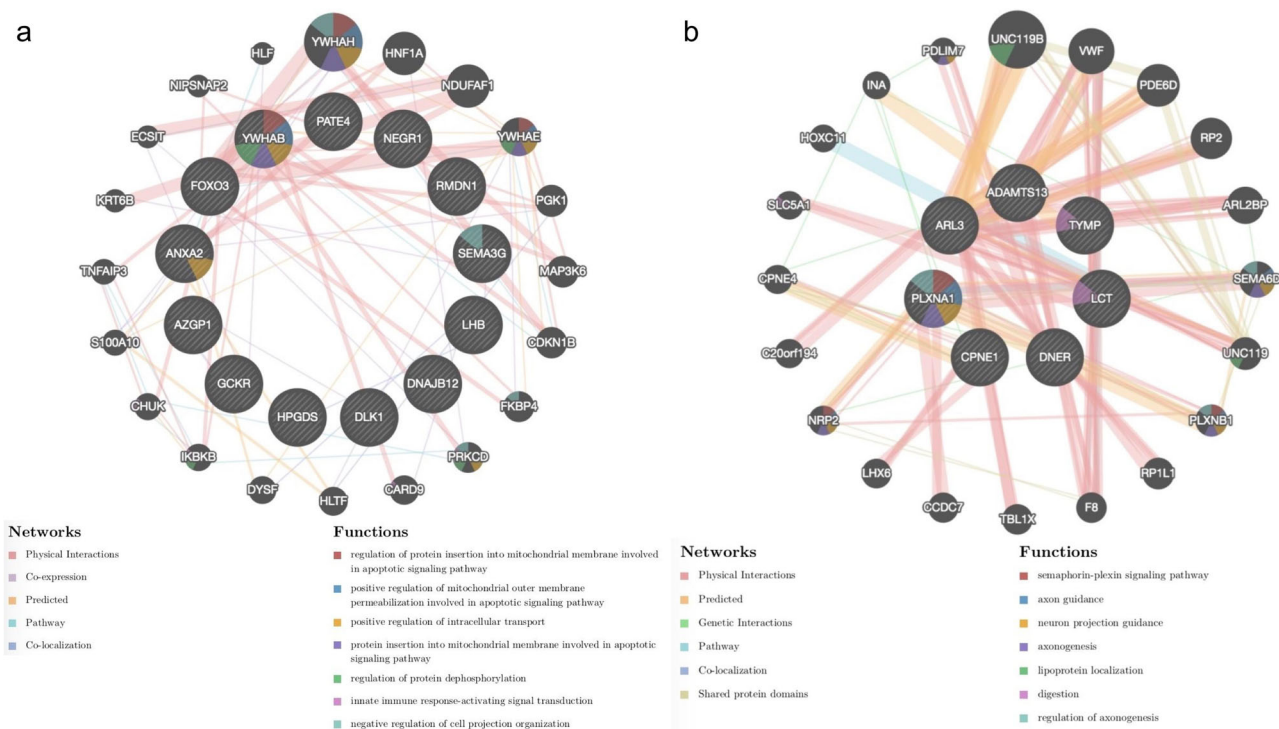 a
YWHAH
HNF1A
HLF
NDUFAF1
NIPSNAP2
PATE4
YWHAB
NEGR1
ECSIT
YWHAE
FOXO3
RMDN1
KRT6B
PGK1
ANXA2
SEMA3G
TNFAIP3
MAP3K6
AZGP1
LHB
S100A10
CDKN1B
GCKR
DNAJB12
CHUK
HPGDS
DLK1
FKBP4
IKBKB
PRKCD
DYSF
HLTF
CARD9
Networks
Physical Interactions
Co-expression
Predicted
Pathway
Co-localization
Functions
regulation of protein insertion into mitochondrial membrane involved
in apoptotic signaling pathway
positive regulation of mitochondrial outer membrane
permeabilization involved in apoptotic signaling pathway
positive regulation of intracellular transport
protein insertion into mitochondrial membrane involved in apoptotic
signaling pathway
regulation of protein dephosphorylation
innate immune response-activating signal transduction
negative regulation of cell projection organization
b
UNC119B
PDLIM7
VWF
INA
PDE6D
HOXC11
RP2
ADAMTS13
SLC5A1
ARL3
TYMP
ARL2BP
CPNE4
PLXNA1
LCT
SEMA6D
C20orf194
CPNE1
DNER
UNC119
NRP2
PLXNB1
LHX6
RP1L1
CCDC7
TBL1X
F8
Networks
Physical Interactions
Predicted
Genetic Interactions
Pathway
Co-localization
Shared protein domains
Functions
semaphorin-plexin signaling pathway
axon guidance
neuron projection guidance
axonogenesis
lipoprotein localization
digestion
regulation of axonogenesis